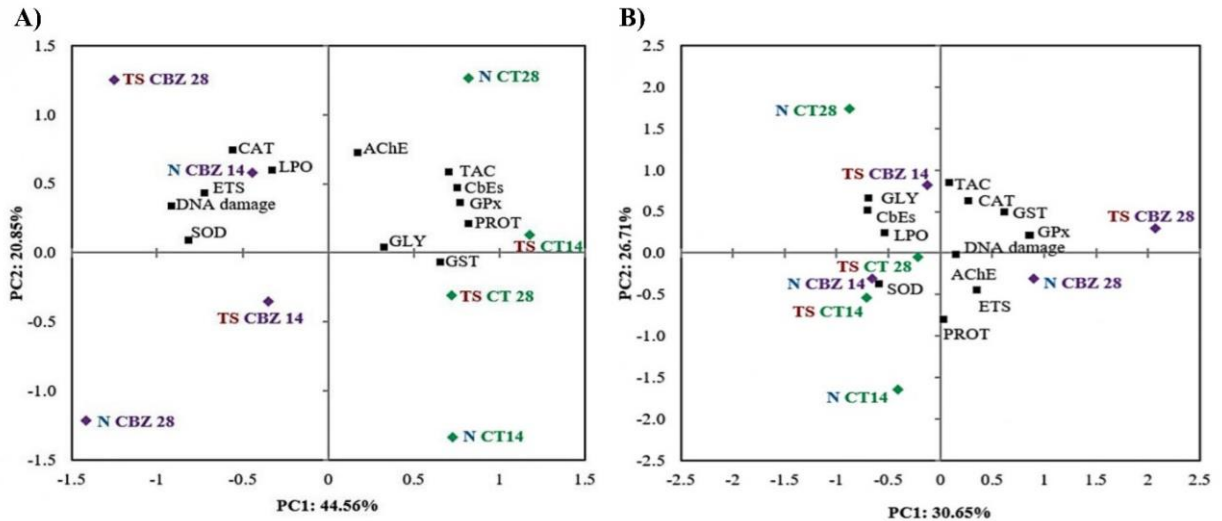 A)
1.5
TS CBZ 28
N CT28
1.0
CAT
AChE
N CBZ 14
LPO
TAC
0.5
ETS
CbEs
DNA damage
GPx
SOD
PROT
GLY
TS CT14
0.0
GST
TS CT 28
-0.5
TS CBZ 14
-1.0
N CBZ 28
N CT14
-1.5
-1.5 -1 -0.5 0 0.5 1 1.5
PC1: 44.56%
PC2: 20.85%
B)
2.5
2.0
N CT28
1.5
1.0
TS CBZ 14
TAC
GLY
CAT
0.5
CbEs
GST
TS CBZ 28
LPO
GPx
DNA damage
0.0
TS CT 28
AChE
N CBZ 14
N CBZ 28
SOD
-0.5
ETS
TS CT14
PROT
-1.0
-1.5
N CT14
-2.0
-2.5
-2.5 -2 -1.5 -1 -0.5 0 0.5 1 1.5 2 2.5
PC1: 30.65%
PC2: 26.71%